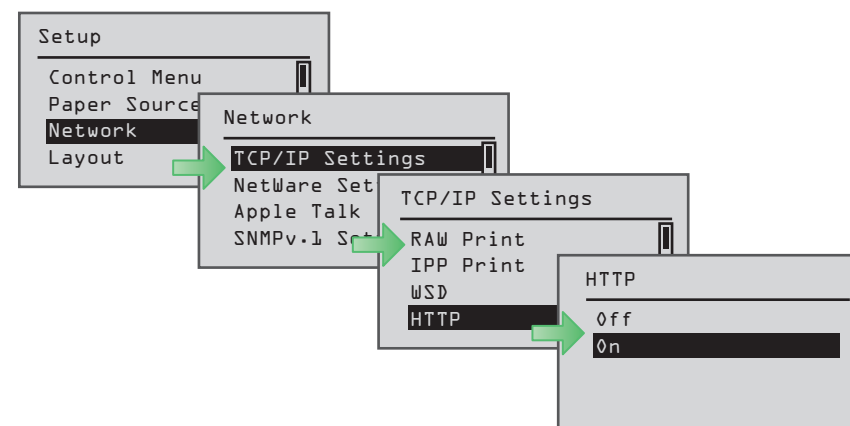 Setup
Control Menu
Paper Source
Network
Layout
Network
TCP/IP Settings
NetWare Set
Apple Talk
SNMPv.1 Set
TCP/IP Settings
RAW Print
IPP Print
WSD
HTTP
HTTP
Off
On